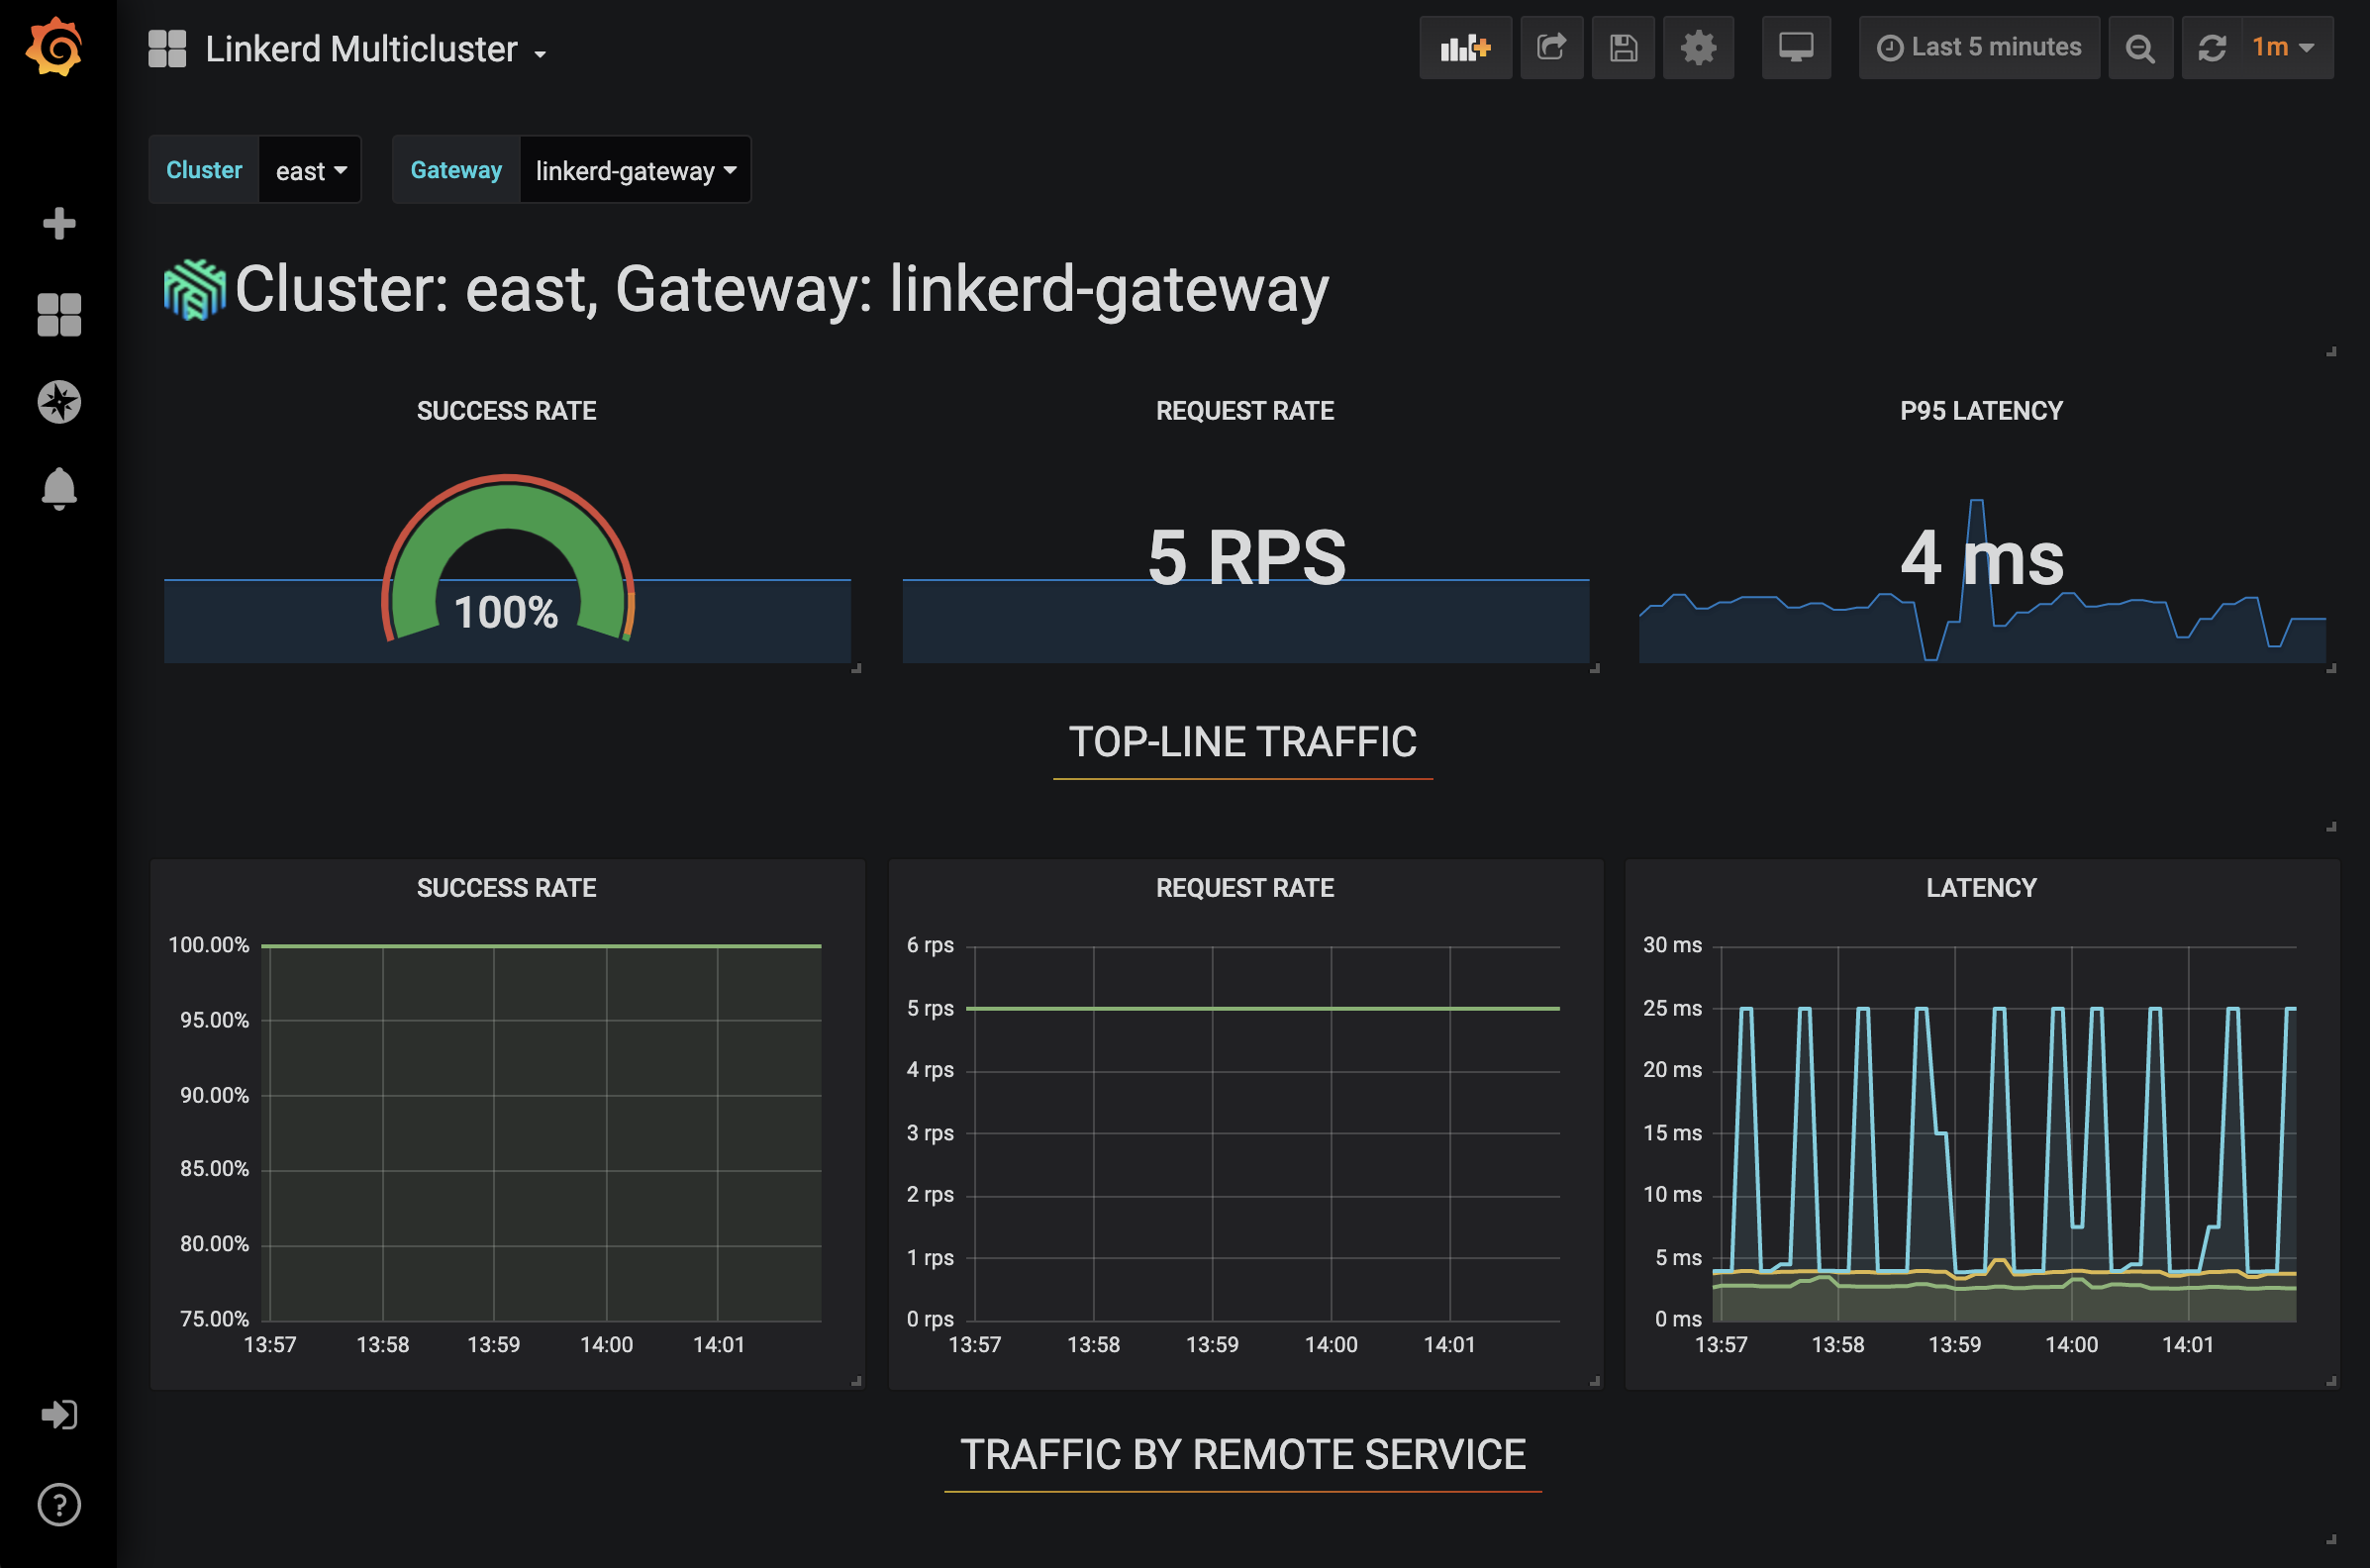 Linkerd Multicluster
Last 5 minutes
1m
Cluster east
Gateway linkerd-gateway
Cluster: east, Gateway: linkerd-gateway
SUCCESS RATE
100%
REQUEST RATE
5 RPS
P95 LATENCY
4 ms
TOP-LINE TRAFFIC
SUCCESS RATE
100.00%
95.00%
90.00%
85.00%
80.00%
75.00%
13:57 13:58 13:59 14:00 14:01
REQUEST RATE
6 rps
5 rps
4 rps
3 rps
2 rps
1 rps
0 rps
13:57 13:58 13:59 14:00 14:01
LATENCY
30 ms
25 ms
20 ms
15 ms
10 ms
5 ms
0 ms
13:57 13:58 13:59 14:00 14:01
TRAFFIC BY REMOTE SERVICE